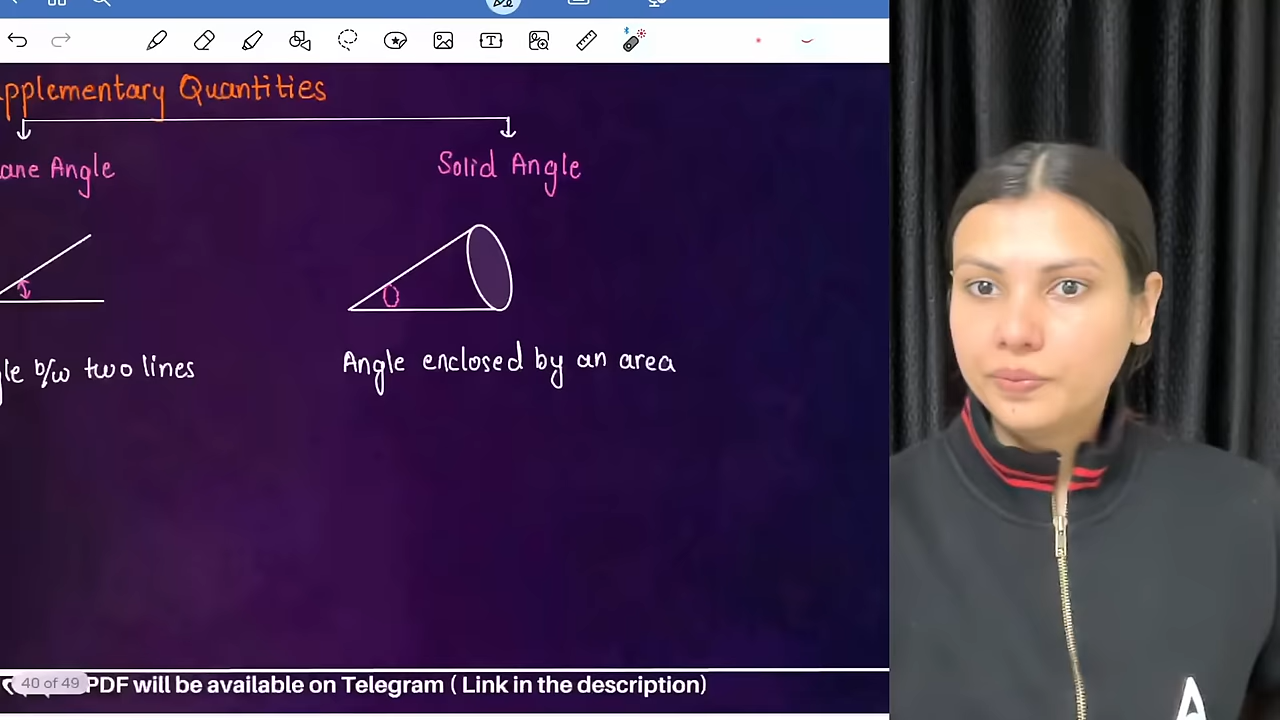 pplementary Quantities
ane Angle
Solid Angle
gle b/w two lines
Angle enclosed by an area
40 of 49
PDF will be available on Telegram ( Link in the description)
A